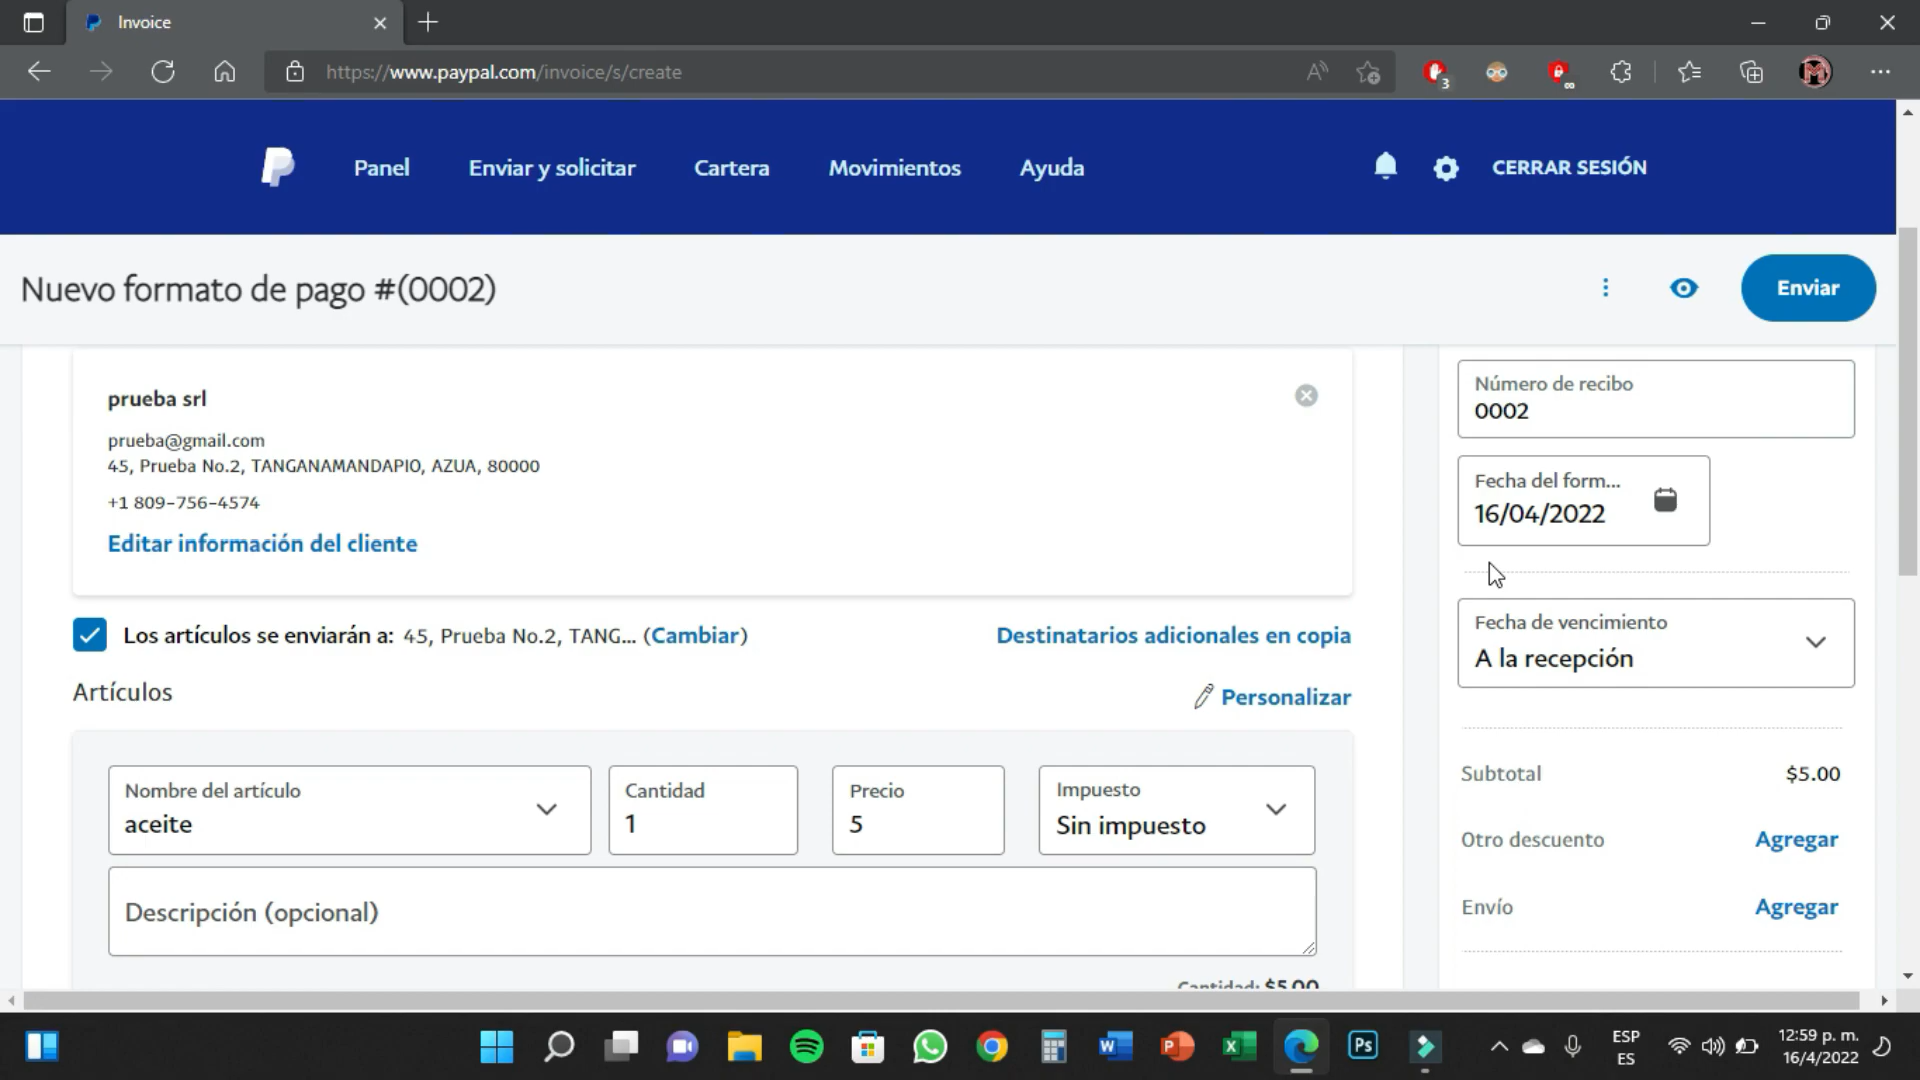 Invoice
https://www.paypal.com/invoice/s/create
3
Panel
Enviar y solicitar
Cartera
Movimientos
Ayuda
CERRAR SESIÓN
Nuevo formato de pago #(0002)
Enviar
prueba srl
prueba@gmail.com
45, Prueba No.2, TANGANAMANDAPIO, AZUA, 80000
+1 809-756-4574
Editar información del cliente
Los artículos se enviarán a: 45, Prueba No.2, TANG... (Cambiar)
Destinatarios adicionales en copia
Artículos
Personalizar
Nombre del artículo
aceite
Cantidad
1
Precio
5
Impuesto
Sin impuesto
Descripción (opcional)
Cantidad: $5.00
Número de recibo
0002
Fecha del form...
16/04/2022
Fecha de vencimiento
A la recepción
Subtotal
$5.00
Otro descuento
Agregar
Envío
Agregar
W
P
X
Ps
ESP
ES
12:59 p. m.
16/4/2022